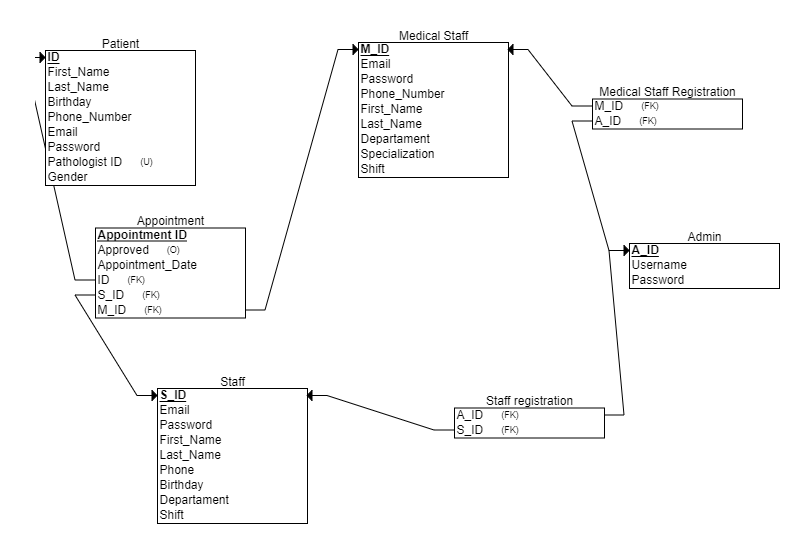 Patient
ID
First_Name
Last_Name
Birthday
Phone_Number
Email
Password
Pathologist ID (U)
Gender
Medical Staff
M_ID
Email
Password
Phone_Number
First_Name
Last_Name
Departament
Specialization
Shift
Medical Staff Registration
M_ID (FK)
A_ID (FK)
Appointment
Appointment ID
Approved (O)
Appointment_Date
ID (FK)
S_ID (FK)
M_ID (FK)
Admin
A_ID
Username
Password
Staff
S_ID
Email
Password
First_Name
Last_Name
Phone
Birthday
Departament
Shift
Staff registration
A_ID (FK)
S_ID (FK)